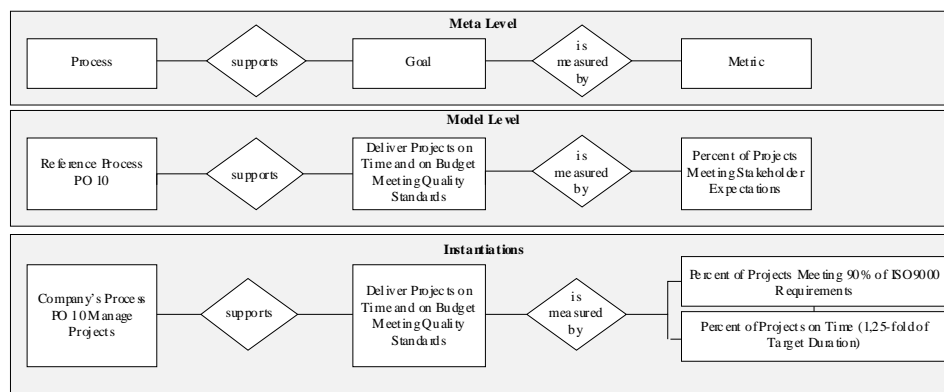 Meta Level
Process
supports
Goal
is
measured
by
Metric
Model Level
Reference Process
PO 10
supports
Deliver Projects on
Time and on Budget
Meeting Quality
Standards
is
measured
by
Percent of Projects
Meeting Stakeholder
Expectations
Instantiations
Company's Process
PO 10 Manage
Projects
supports
Deliver Projects on
Time and on Budget
Meeting Quality
Standards
is
measured
by
Percent of Projects Meeting 90% of ISO9000
Requirements
Percent of Projects on Time (1,25-fold of
Target Duration)